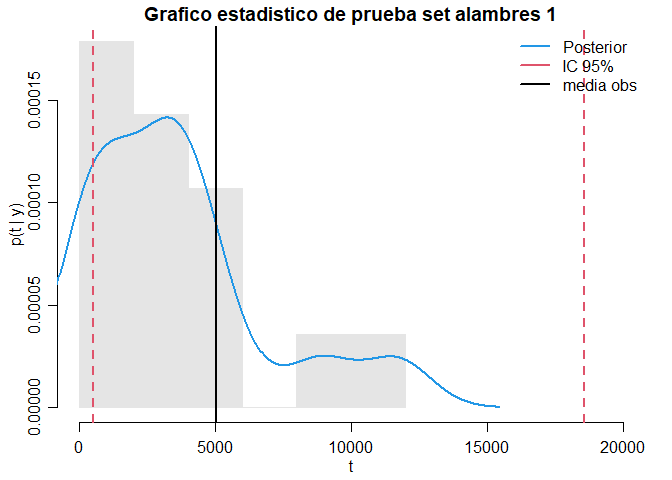 Grafico estadistico de prueba set alambres 1
Posterior
IC 95%
media obs
p(t | y)
0.00015
0.00010
0.00005
0.00000
0 5000 10000 15000 20000
t